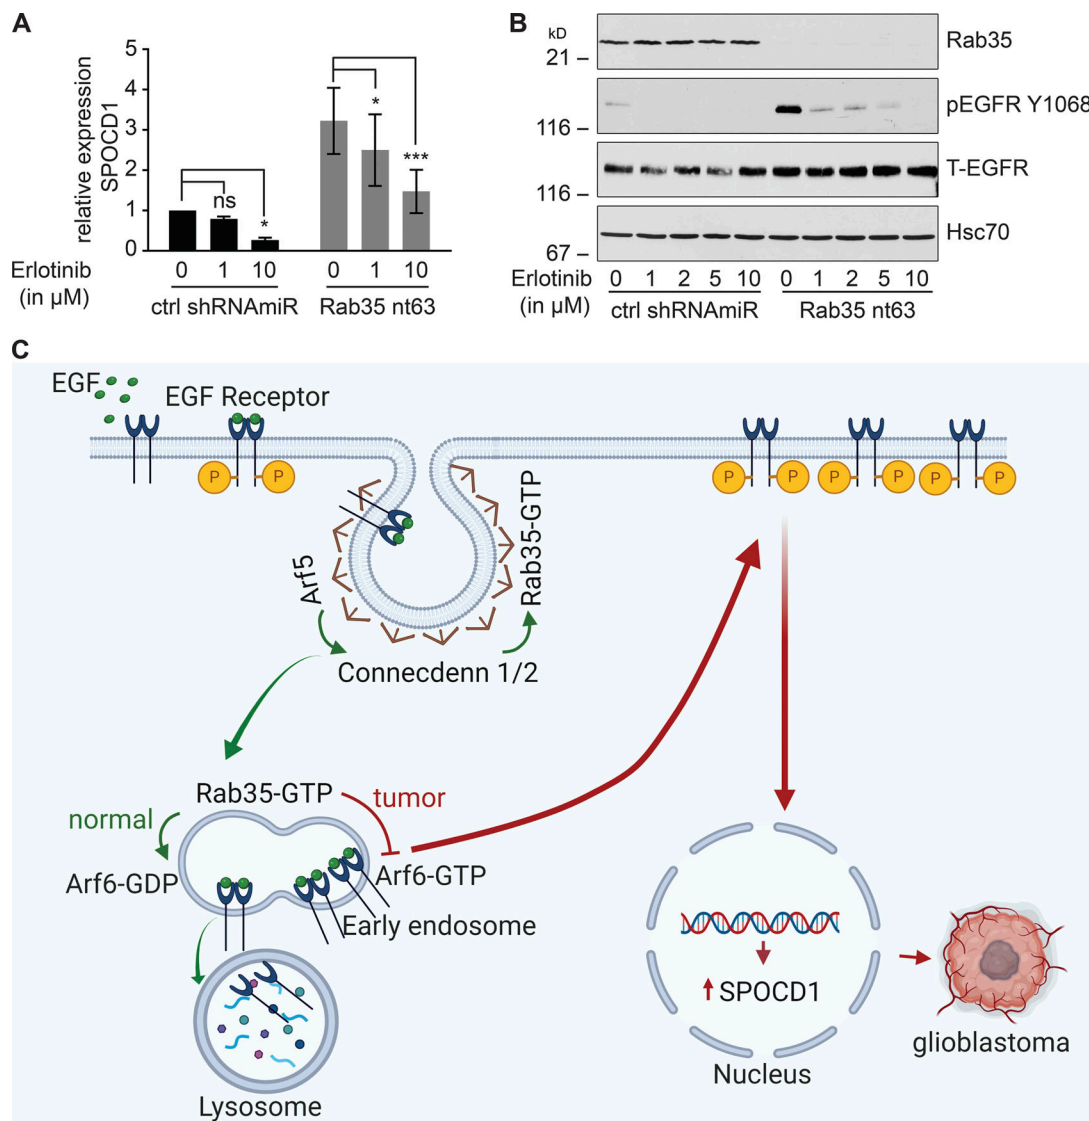 A
relative expression
SPOCD1
5
4
3
2
1
0
ns
*
*
***
Erlotinib
(in µM)
0 1 10 0 1 10
ctrl shRNAmiR Rab35 nt63
B
kD
21 –
Rab35
116 –
pEGFR Y1068
116 –
T-EGFR
67 –
Hsc70
Erlotinib
(in µM)
0 1 2 5 10 0 1 2 5 10
ctrl shRNAmiR Rab35 nt63
C
EGF
EGF Receptor
P P P P P P P P
Arf5
Rab35-GTP
Connecdenn 1/2
Rab35-GTP
normal
tumor
Arf6-GDP
Arf6-GTP
Early endosome
Lysosome
SPOCD1
Nucleus
glioblastoma